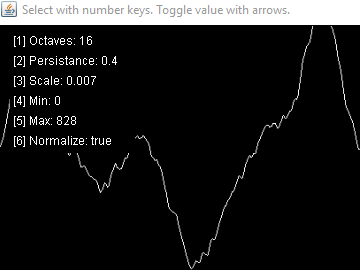 Select with number keys. Toggle value with arrows.
[1] Octaves: 16
[2] Persistance: 0.4
[3] Scale: 0.007
[4] Min: 0
[5] Max: 828
[6] Normalize: true